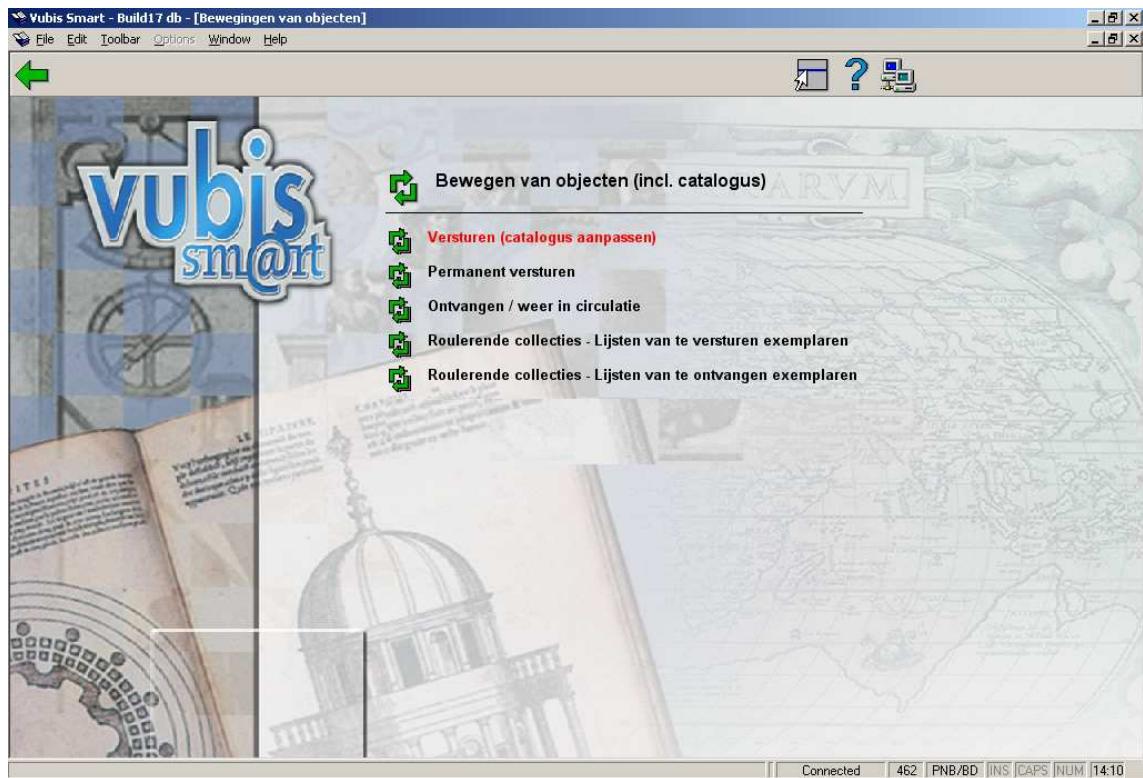 Vubis Smart - Build17 db - [Bewegingen van objecten]
File Edit Toolbar Options Window Help
vubis
sm@rt
Bewegen van objecten (incl. catalogus)
Versturen (catalogus aanpassen)
Permanent versturen
Ontvangen / weer in circulatie
Roulerende collecties - Lijsten van te versturen exemplaren
Roulerende collecties - Lijsten van te ontvangen exemplaren
Connected 462 PNB/BD INS CAPS NUM 14:10